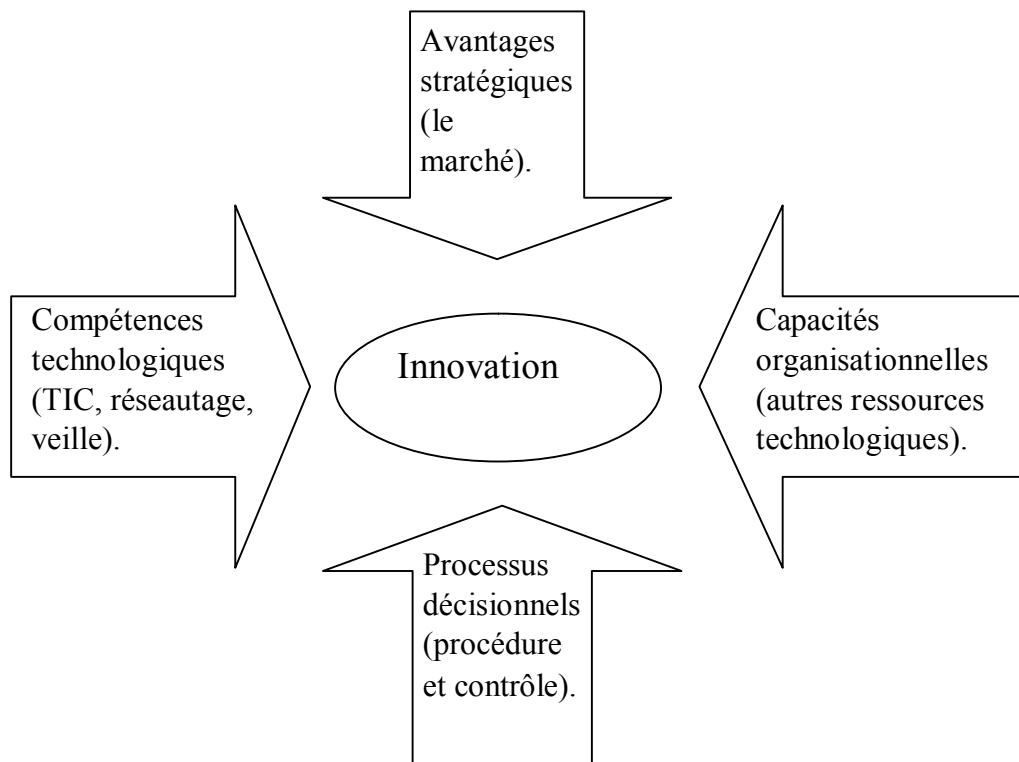 Avantages
stratégiques
(le
marché).
Compétences
technologiques
(TIC, réseautage,
veille).
Innovation
Capacités
organisationnelles
(autres ressources
technologiques).
Processus
décisionnels
(procédure
et contrôle).